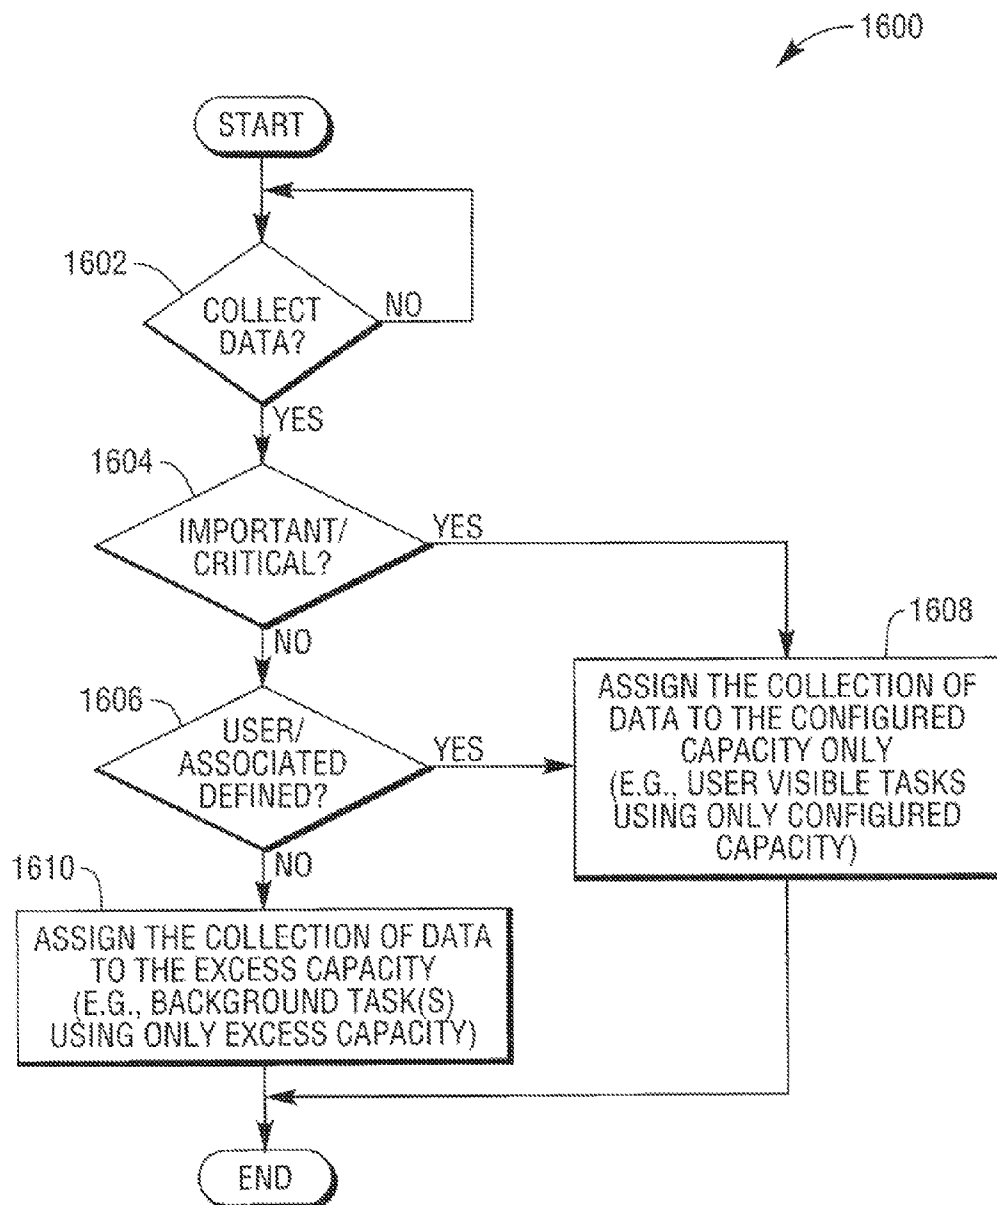 1600
START
1602
COLLECT
DATA?
NO
YES
1604
IMPORTANT/
CRITICAL?
YES
NO
1608
ASSIGN THE COLLECTION OF
DATA TO THE CONFIGURED
CAPACITY ONLY
(E.G., USER VISIBLE TASKS
USING ONLY CONFIGURED
CAPACITY)
1606
USER/
ASSOCIATED
DEFINED?
YES
NO
1610
ASSIGN THE COLLECTION OF DATA
TO THE EXCESS CAPACITY
(E.G., BACKGROUND TASK(S)
USING ONLY EXCESS CAPACITY)
END